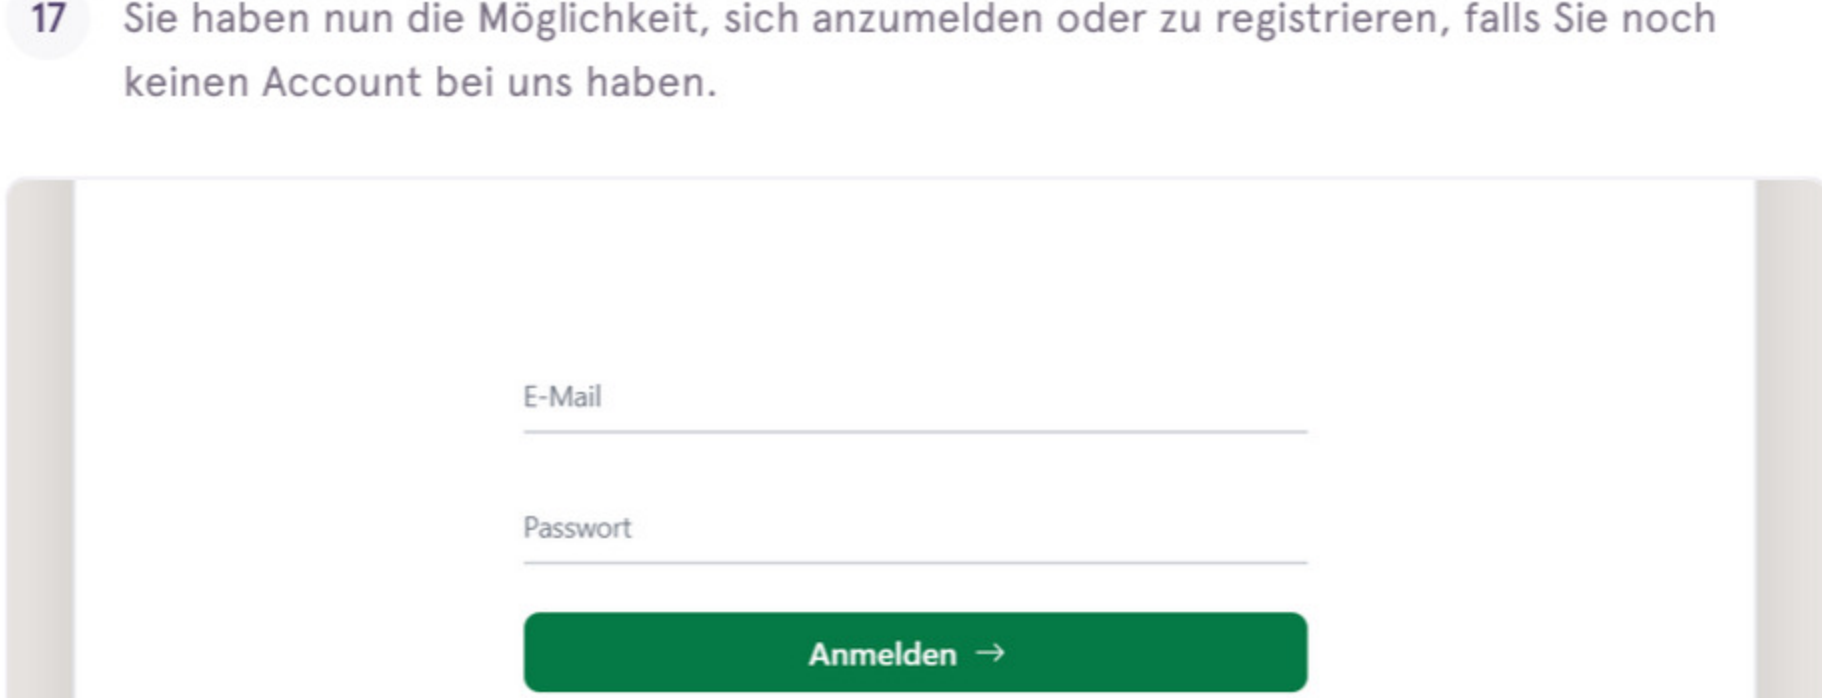 17 Sie haben nun die Möglichkeit, sich anzumelden oder zu registrieren, falls Sie noch
keinen Account bei uns haben.
E-Mail
Passwort
Anmelden →